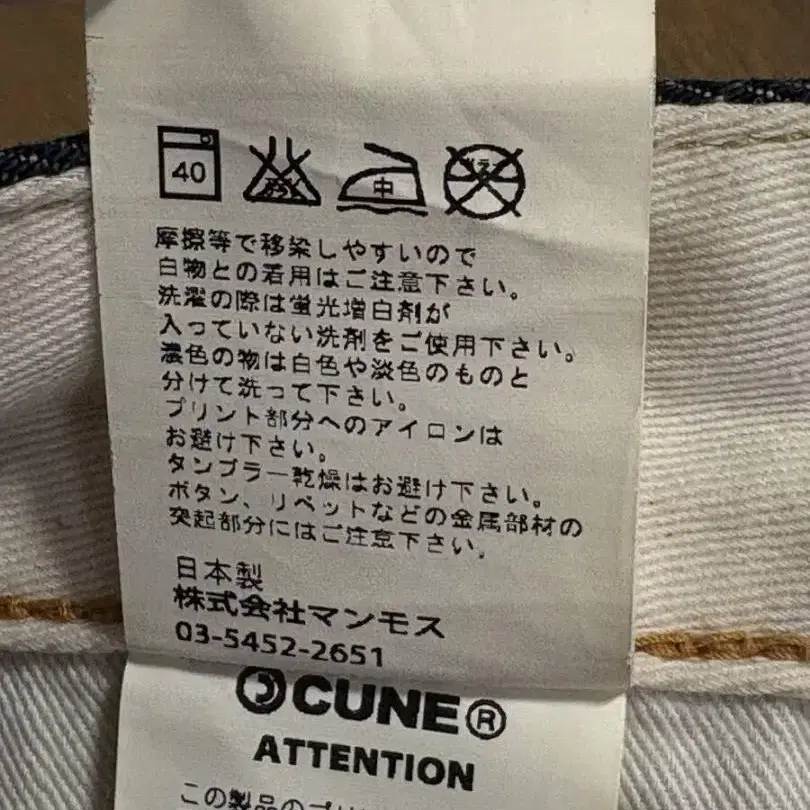 40
中
摩擦等で移染しやすいので
白物との着用はご注意下さい。
洗濯の際は蛍光増白剤が
入っていない洗剤をご使用下さい。
濃色の物は白色や淡色のものと
分けて洗って下さい。
プリント部分へのアイロンは
お避け下さい。
タンブラー乾燥はお避け下さい。
ボタン、リベットなどの金属部材の
突起部分にはご注意下さい。
日本製
株式会社マンモス
03-5452-2651
CUNE®
ATTENTION
この製品の